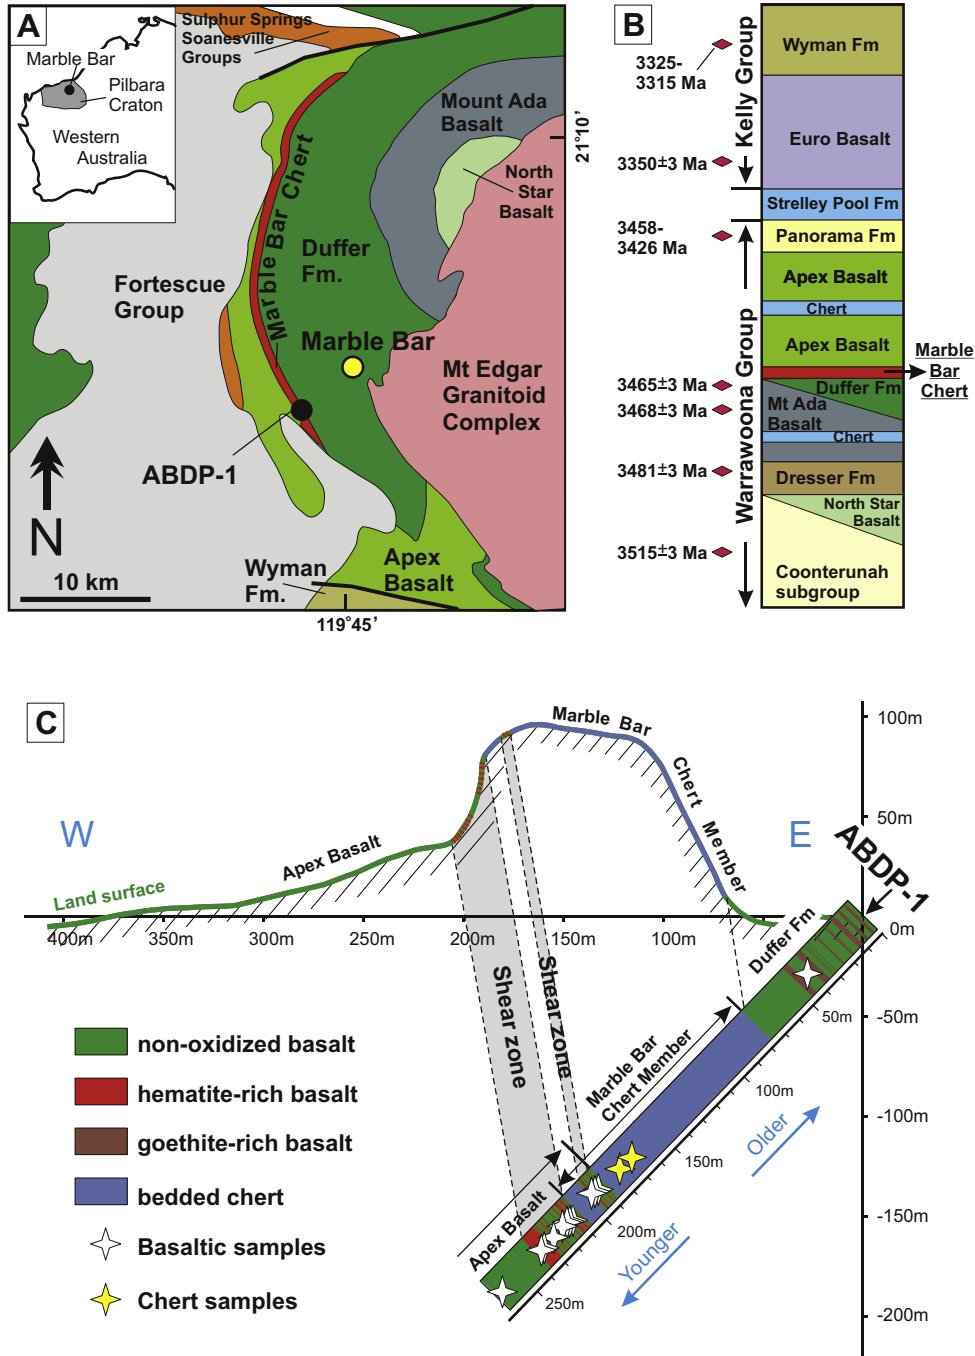 A
Sulphur Springs
Soanesville
Groups
Marble Bar
Pilbara
Craton
Western
Australia
Mount Ada
Basalt
21°10'
North
Star
Basalt
Marble Bar Chert
Duffer
Fm.
Fortescue
Group
Marble Bar
Mt Edgar
Granitoid
Complex
ABDP-1
N
10 km
Wyman
Fm.
Apex
Basalt
119°45'
B
Kelly Group
Wyman Fm
3325-
3315 Ma
Euro Basalt
3350±3 Ma
Strelley Pool Fm
3458-
3426 Ma
Panorama Fm
Apex Basalt
Chert
Warrawoona Group
Apex Basalt
Marble
Bar
Chert
3465±3 Ma
Duffer Fm
3468±3 Ma
Mt Ada
Basalt
Chert
3481±3 Ma
Dresser Fm
North Star
Basalt
3515±3 Ma
Coonterunah
subgroup
C
Marble Bar
Chert Member
100m
50m
W
E
ABDP-1
Apex Basalt
Land surface
400m
350m
300m
250m
200m
150m
100m
0m
Duffer Fm
Shear zone
Shear zone
Marble Bar
Chert Member
50m
-50m
100m
-100m
150m
Older
-150m
200m
Apex Basalt
Younger
250m
-200m
non-oxidized basalt
hematite-rich basalt
goethite-rich basalt
bedded chert
Basaltic samples
Chert samples